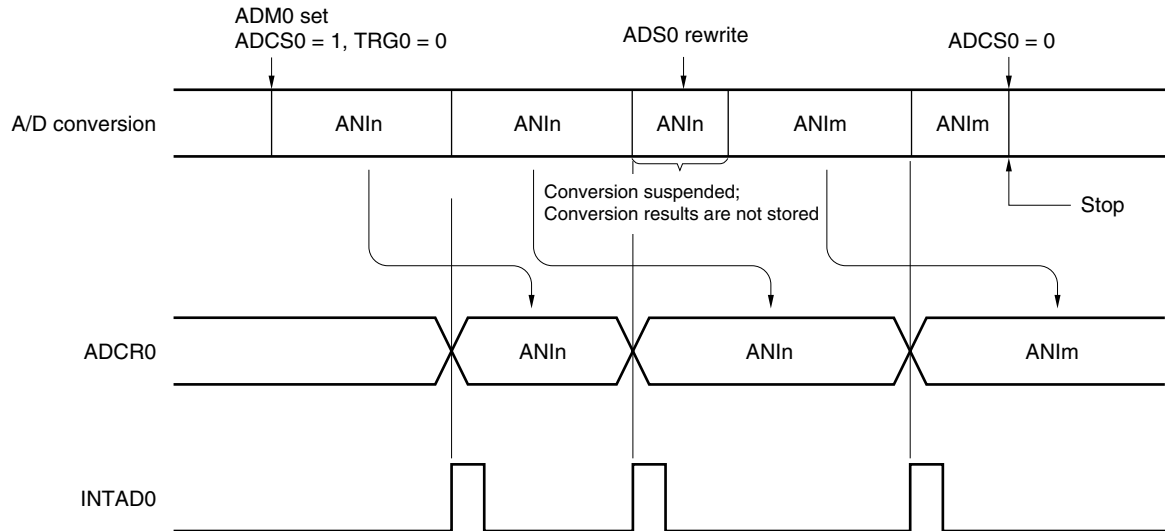 ADM0 set
ADCS0 = 1, TRG0 = 0
ADS0 rewrite
ADCS0 = 0
A/D conversion
ANIn
ANIn
ANIn
ANIm
ANIm
Conversion suspended;
Conversion results are not stored
Stop
ADCR0
ANIn
ANIn
ANIm
INTAD0